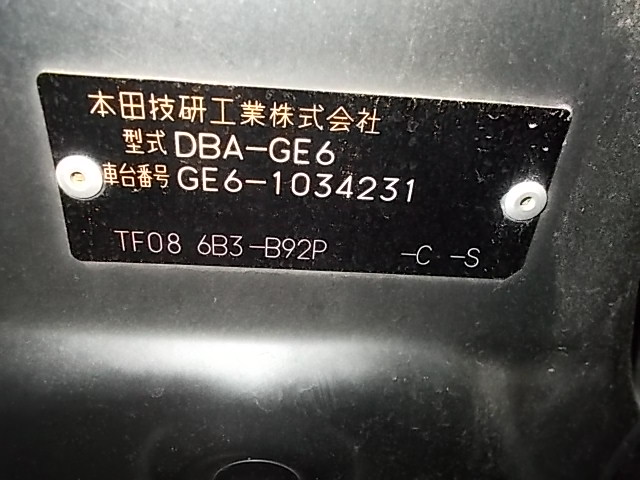 本田技研工業株式会社
型式 DBA-GE6
車台番号 GE6-1034231
TF08 6B3-B92P -C -S